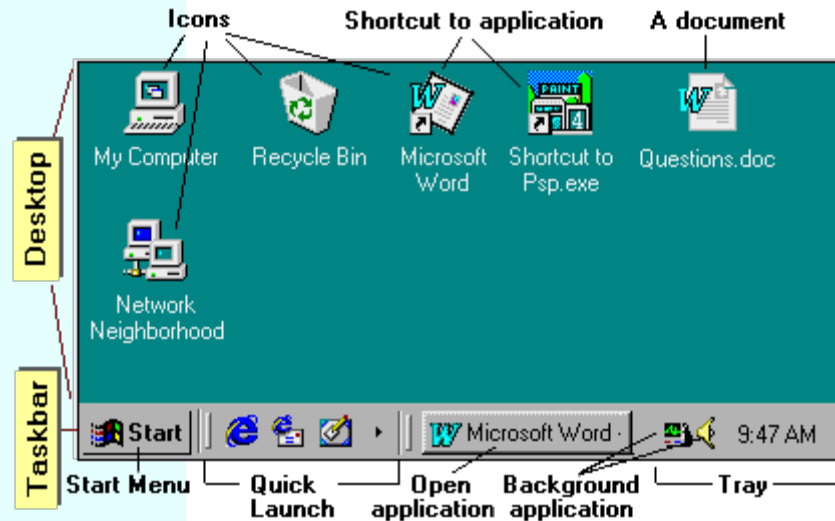 Icons
Shortcut to application
A document
Desktop
PAINT
4
My Computer
Recycle Bin
Microsoft
Word
Shortcut to
Psp.exe
Questions.doc
Network
Neighborhood
Taskbar
Start
Microsoft Word
9:47 AM
Start Menu
Quick
Launch
Open
application
Background
application
Tray